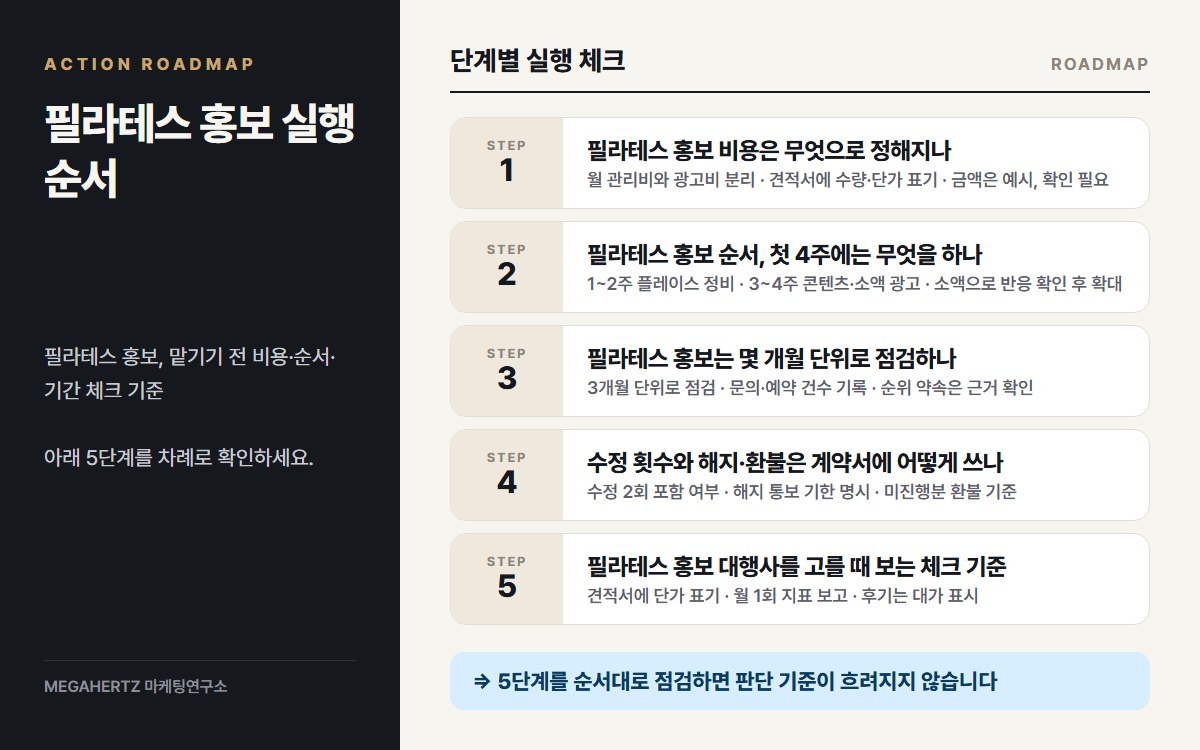 ACTION ROADMAP
필라테스 홍보 실행
순서
필라테스 홍보, 맡기기 전 비용·순서·
기간 체크 기준
아래 5단계를 차례로 확인하세요.
MEGAHERTZ 마케팅연구소
단계별 실행 체크
ROADMAP
STEP
1
필라테스 홍보 비용은 무엇으로 정해지나
월 관리비와 광고비 분리 · 견적서에 수량·단가 표기 · 금액은 예시, 확인 필요
STEP
2
필라테스 홍보 순서, 첫 4주에는 무엇을 하나
1~2주 플레이스 정비 · 3~4주 콘텐츠·소액 광고 · 소액으로 반응 확인 후 확대
STEP
3
필라테스 홍보는 몇 개월 단위로 점검하나
3개월 단위로 점검 · 문의·예약 건수 기록 · 순위 약속은 근거 확인
STEP
4
수정 횟수와 해지·환불은 계약서에 어떻게 쓰나
수정 2회 포함 여부 · 해지 통보 기한 명시 · 미진행분 환불 기준
STEP
5
필라테스 홍보 대행사를 고를 때 보는 체크 기준
견적서에 단가 표기 · 월 1회 지표 보고 · 후기는 대가 표시
⇒ 5단계를 순서대로 점검하면 판단 기준이 흐려지지 않습니다